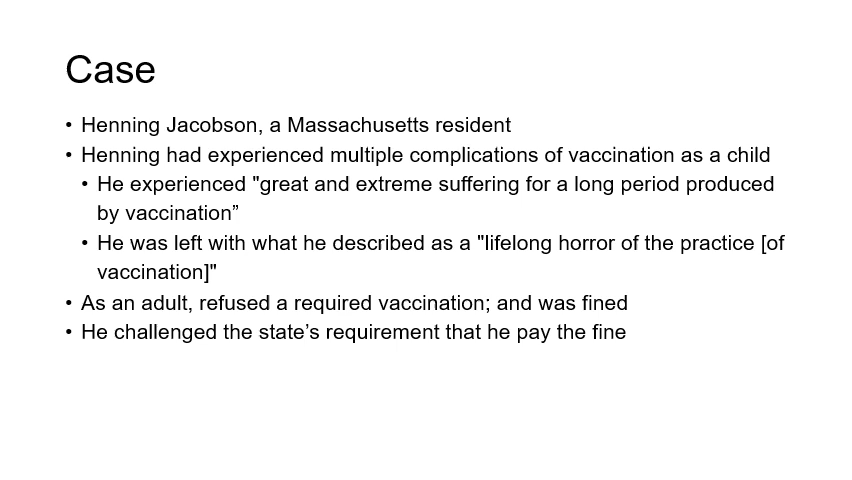 Case
• Henning Jacobson, a Massachusetts resident
• Henning had experienced multiple complications of vaccination as a child
• He experienced "great and extreme suffering for a long period produced
by vaccination”
• He was left with what he described as a "lifelong horror of the practice [of
vaccination]"
• As an adult, refused a required vaccination; and was fined
• He challenged the state’s requirement that he pay the fine